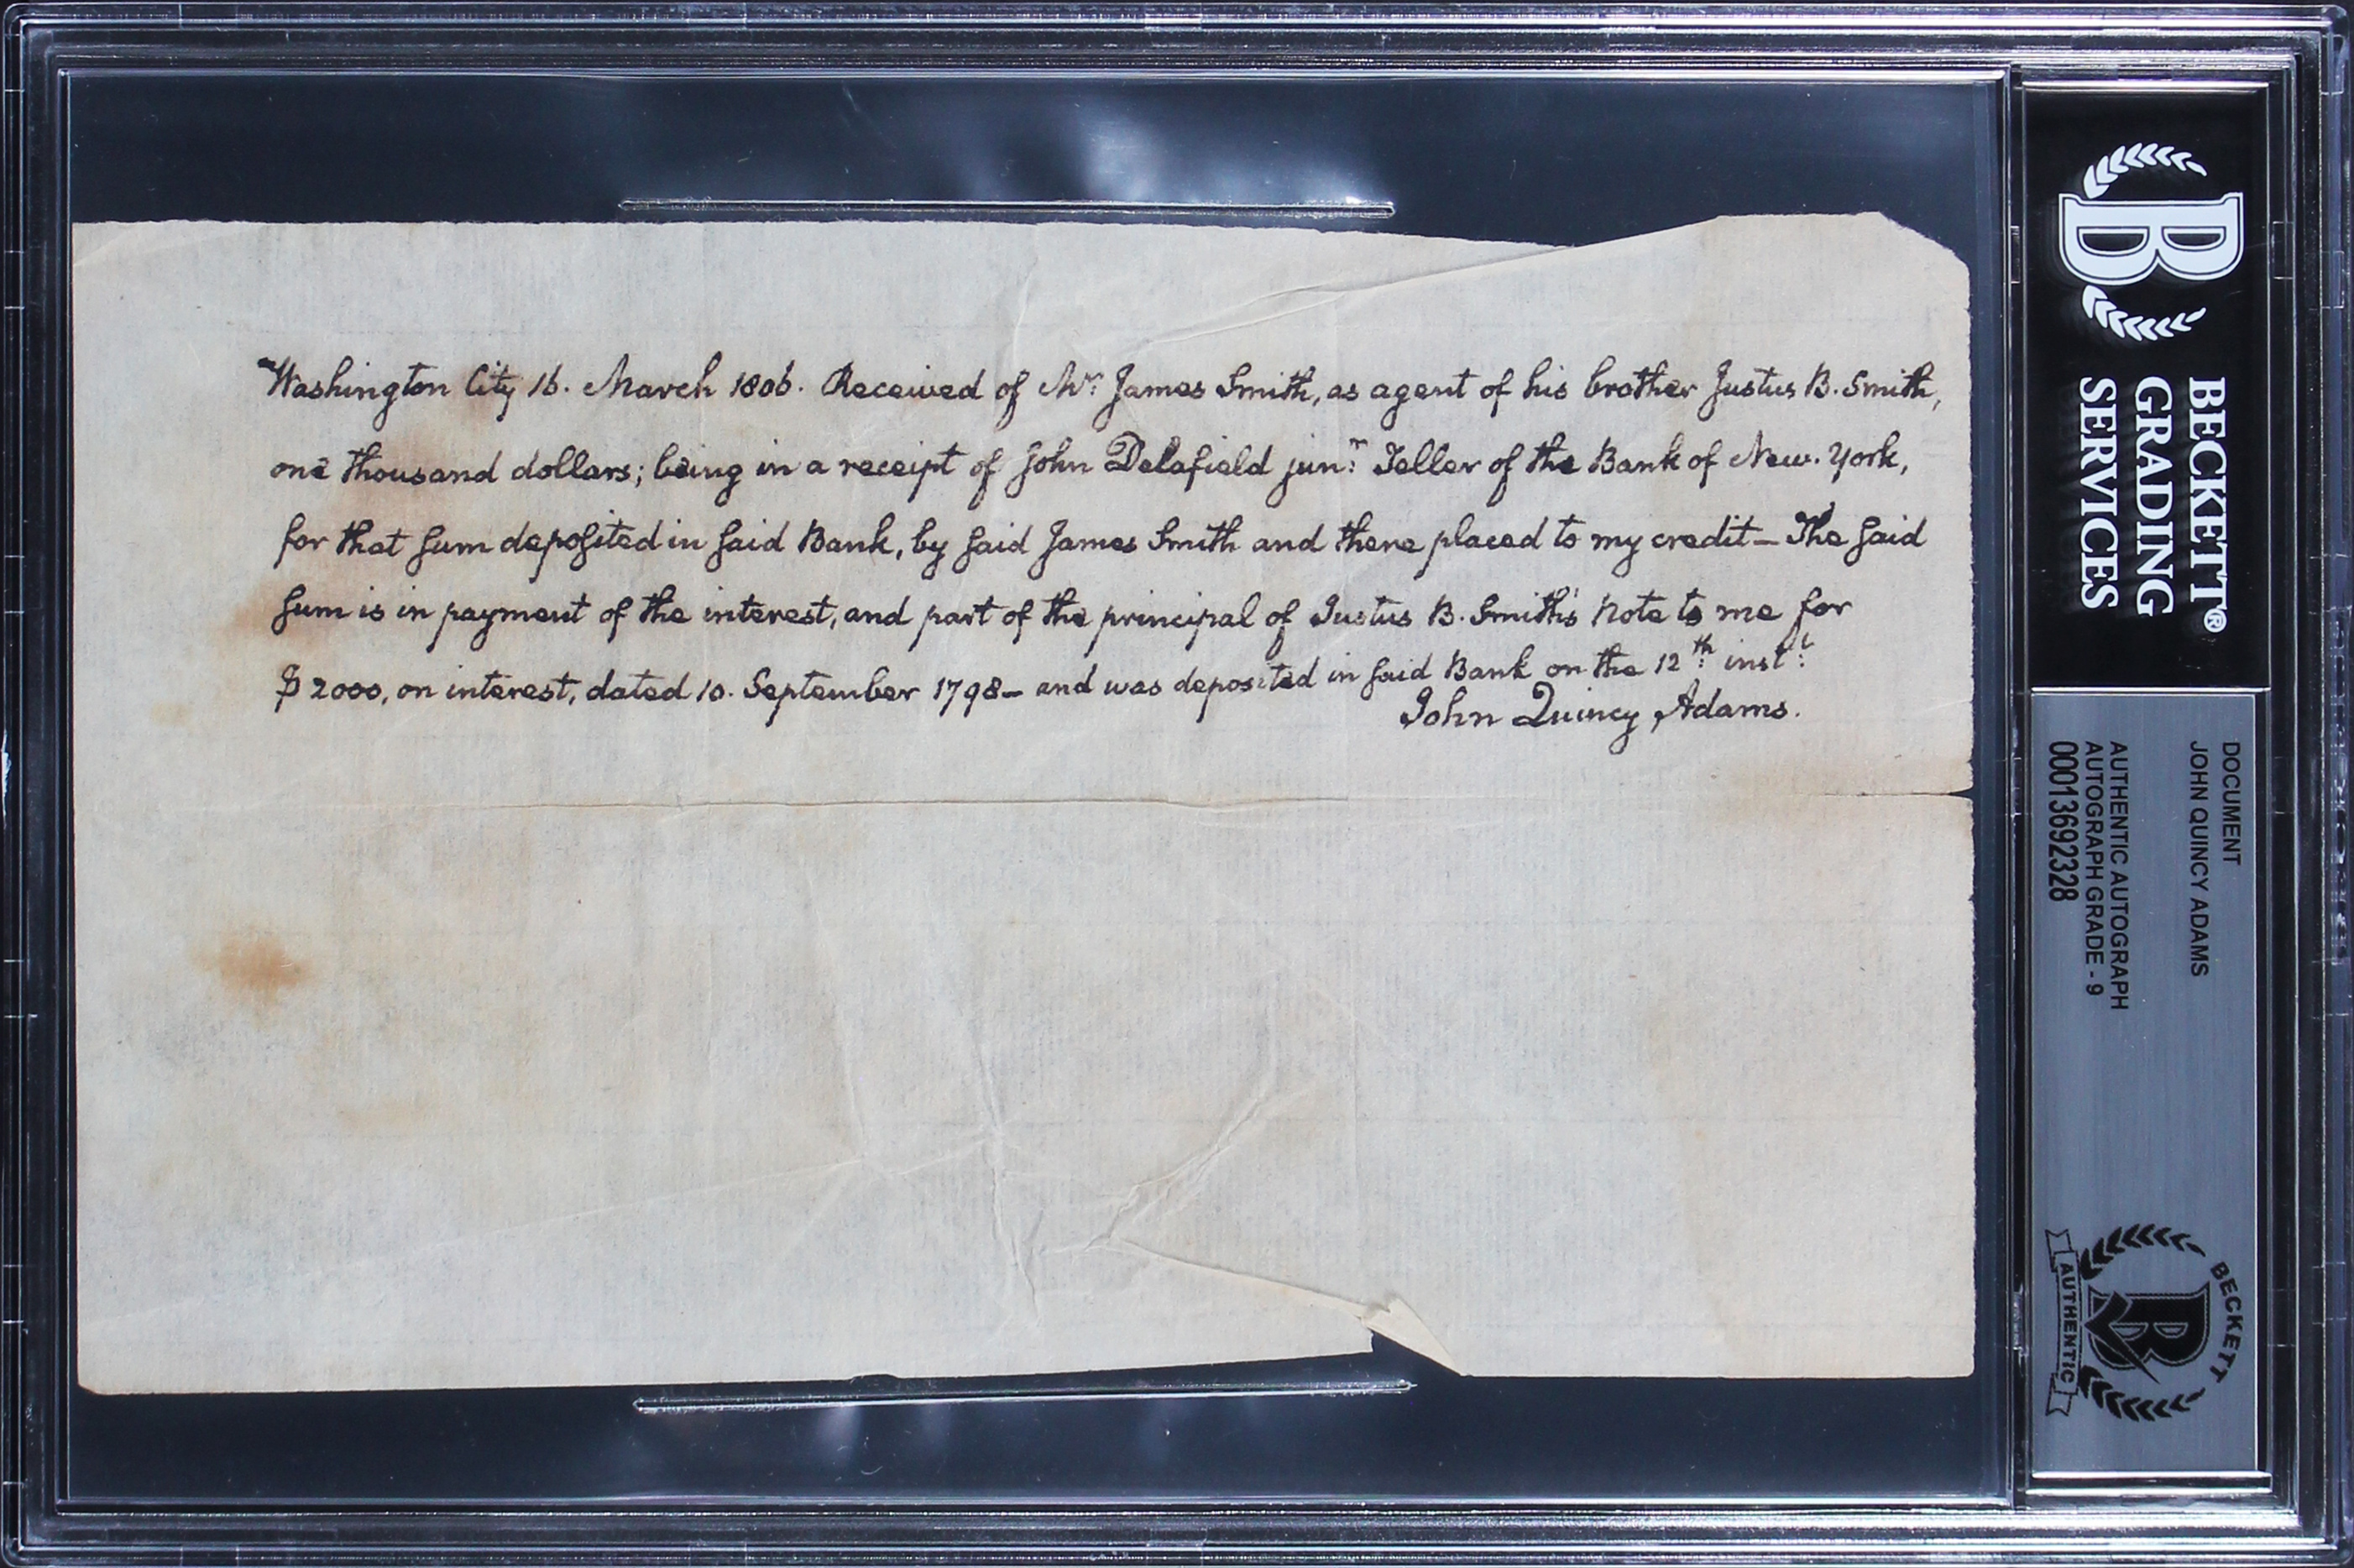 Washington City 16. March 1806. Received of Mr: James Smith, as agent of his brother Justus B. Smith,
one thousand dollars; being in a receipt of John Delafield junr: Teller of the Bank of New. York,
for that sum deposited in said Bank, by said James Smith and there placed to my credit— The said
sum is in payment of the interest, and part of the principal of Justus B. Smith's Note to me for
$2000, on interest, dated 10. September 1798— and was deposited in said Bank on the 12th: instt:
John Quincy Adams.
B
BECKETT®
GRADING
SERVICES
DOCUMENT
JOHN QUINCY ADAMS
AUTHENTIC AUTOGRAPH
AUTOGRAPH GRADE - 9
00013692328
BECKETT
B
AUTHENTIC